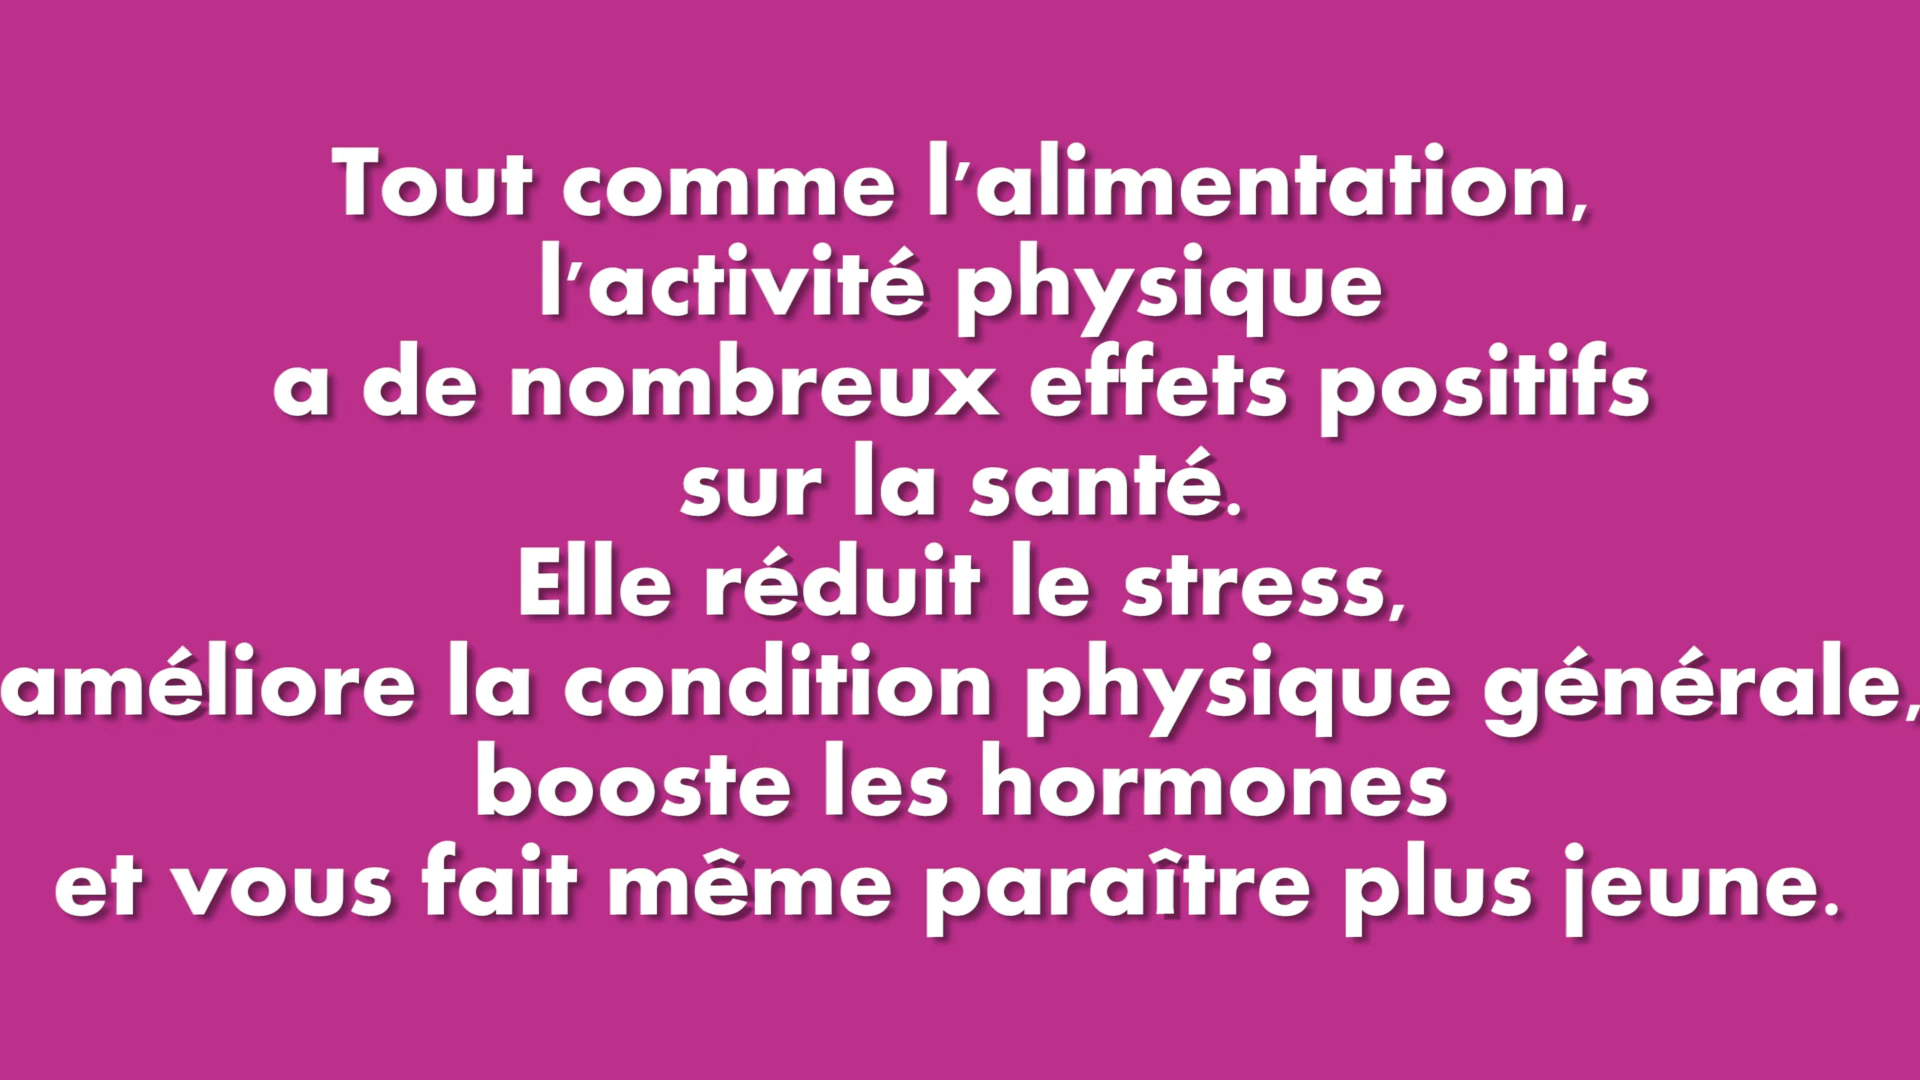 Tout comme l'alimentation,
l'activité physique
a de nombreux effets positifs
sur la santé.
Elle réduit le stress,
améliore la condition physique générale,
booste les hormones
et vous fait même paraître plus jeune.